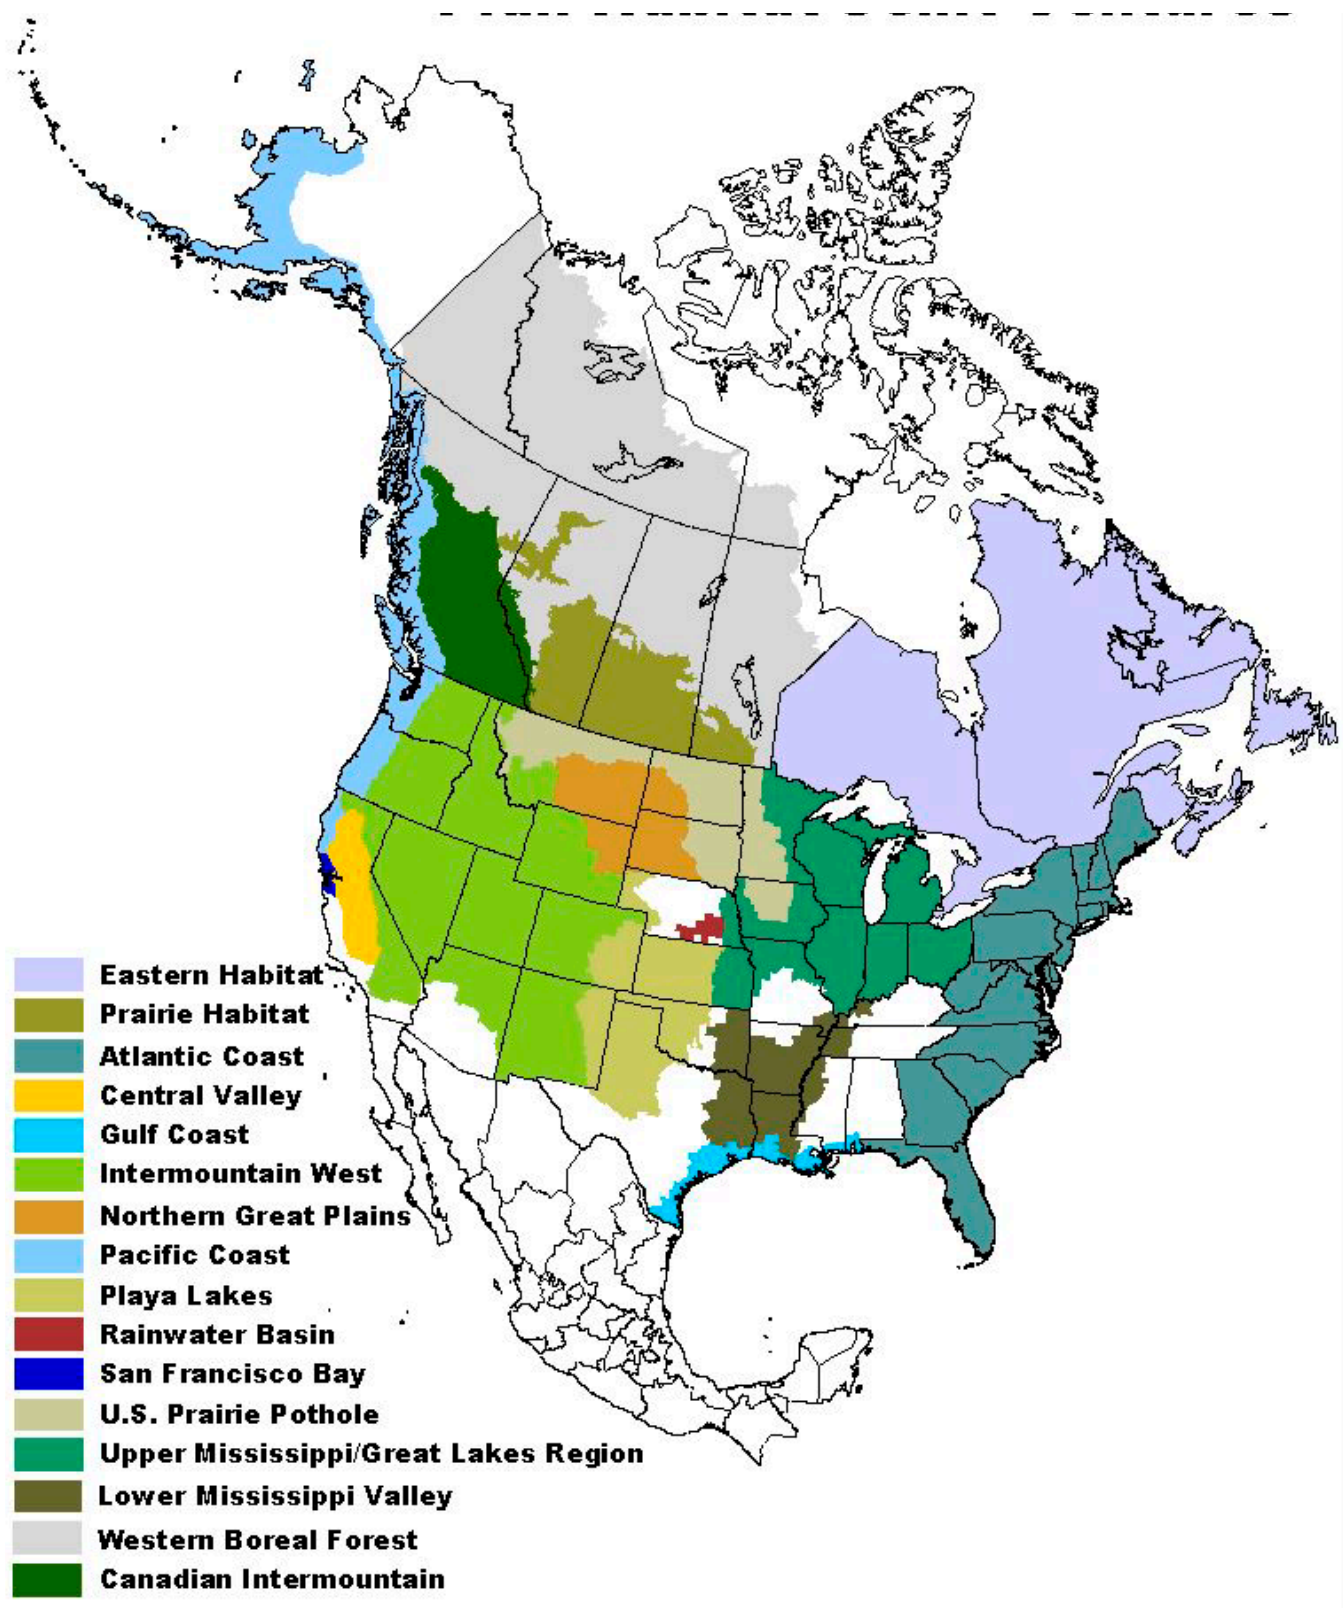 Eastern Habitat
Prairie Habitat
Atlantic Coast
Central Valley
Gulf Coast
Intermountain West
Northern Great Plains
Pacific Coast
Playa Lakes
Rainwater Basin
San Francisco Bay
U.S. Prairie Pothole
Upper Mississippi/Great Lakes Region
Lower Mississippi Valley
Western Boreal Forest
Canadian Intermountain